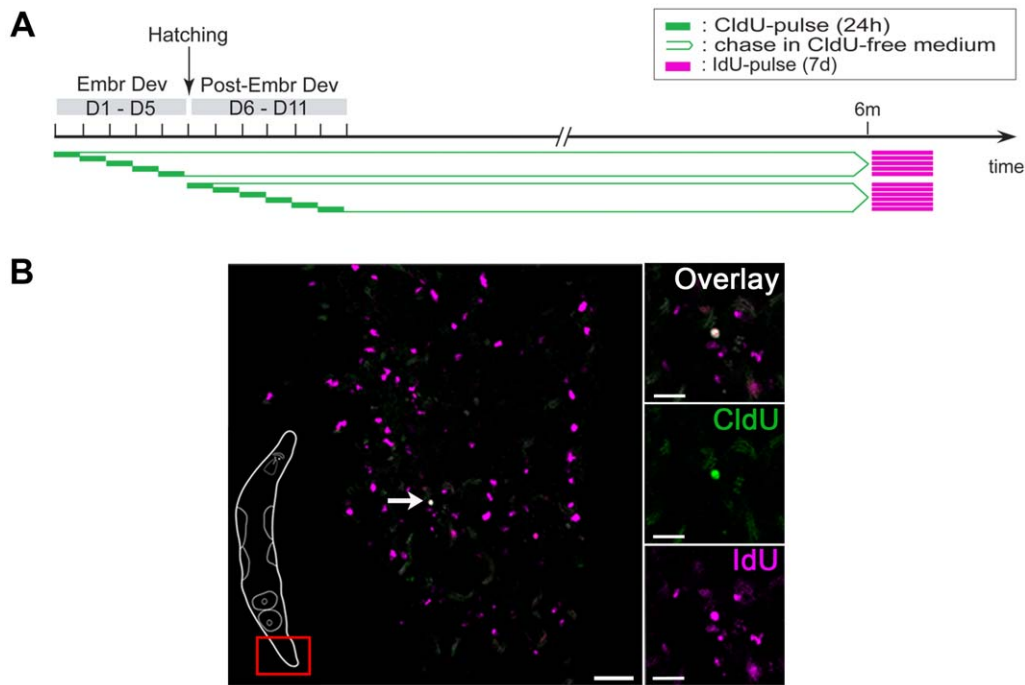 A
Hatching
Embr Dev
Post-Embr Dev
D1 - D5
D6 - D11
: CldU-pulse (24h)
: chase in CldU-free medium
: IdU-pulse (7d)
6m
//
time
B
Overlay
CldU
IdU